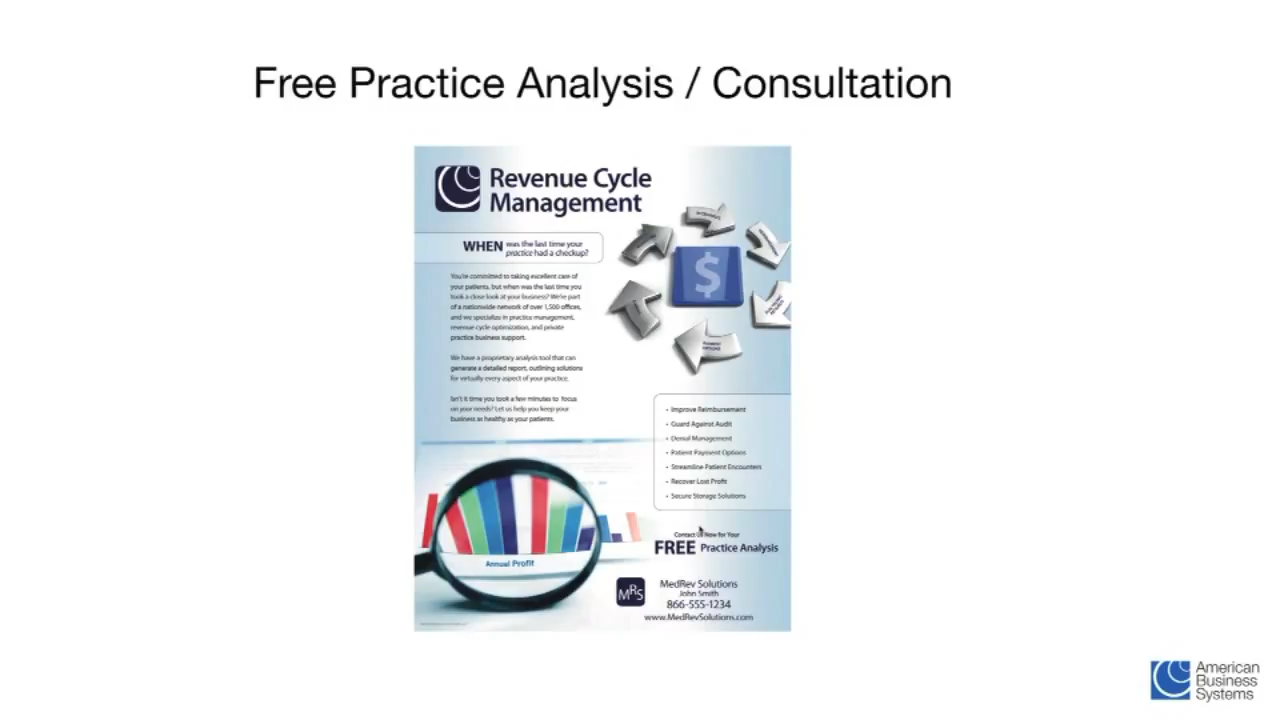 Free Practice Analysis / Consultation
Revenue Cycle
Management
WHEN was the last time your
practice had a checkup?
You're committed to taking excellent care of
your patients, but when was the last time you
took a close look at your business? We're part
of a nationwide network of over 1,500 offices,
and we specialize in practice management,
revenue cycle optimization, and private
practice business support.
We have a proprietary analysis tool that can
generate a detailed report, outlining solutions
for virtually every aspect of your practice.
Isn't it time you took a few minutes to focus
on your needs? Let us help you keep your
business as healthy as your patients.
$
• Improve Reimbursement
• Guard Against Audit
• Denial Management
• Patient Payment Options
• Streamline Patient Encounters
• Recover Lost Profit
• Secure Storage Solutions
Annual Profit
Contact Us Now for Your
FREE Practice Analysis
MRS
MedRev Solutions
John Smith
866-555-1234
www.MedRevSolutions.com
American
Business
Systems